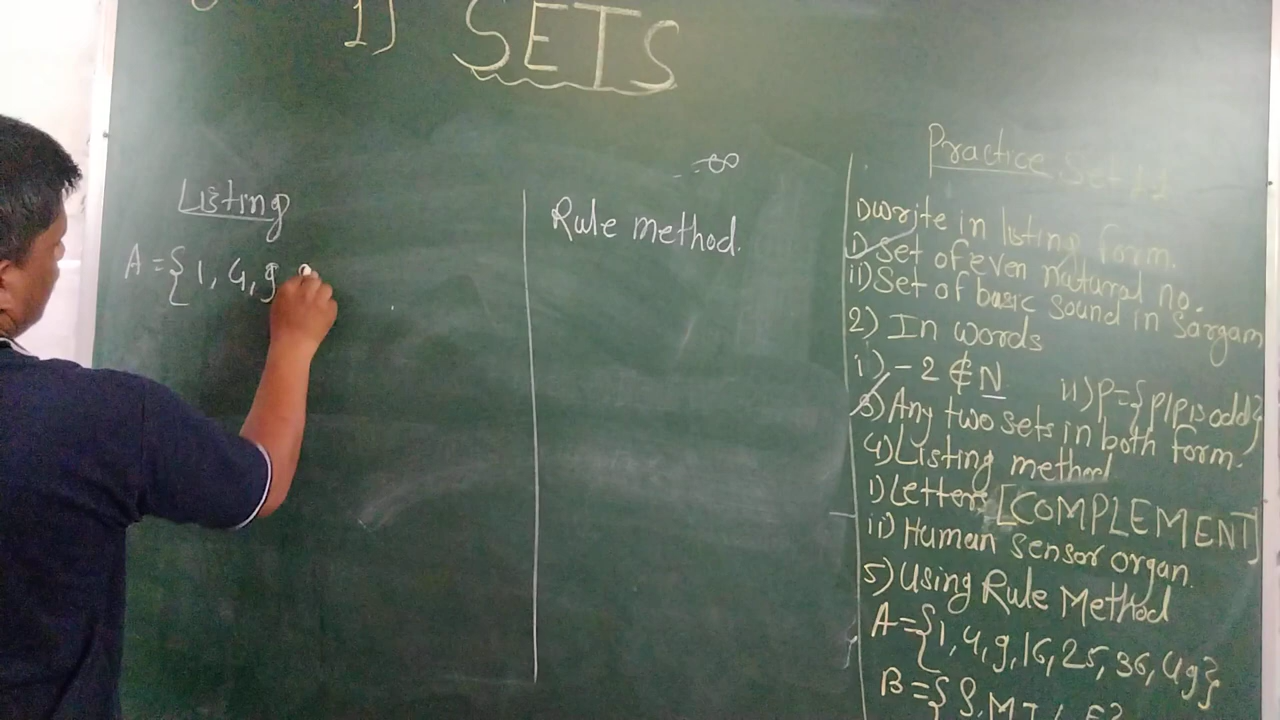 1) SETS
-∞
Listing
A = { 1, 4, 9
Rule method.
Practice Set 1.1
1) Write in listing form.
i) Set of even natural no.
ii) Set of basic sound in Sargam
2) In words
i) -2 ∉ N ii) P={P/P is odd}
3) Any two sets in both form.
4) Listing method
i) Letter [COMPLEMENT]
ii) Human Sensor organ.
5) Using Rule Method
A = { 1, 4, 9, 16, 25, 36, 49}
B = {